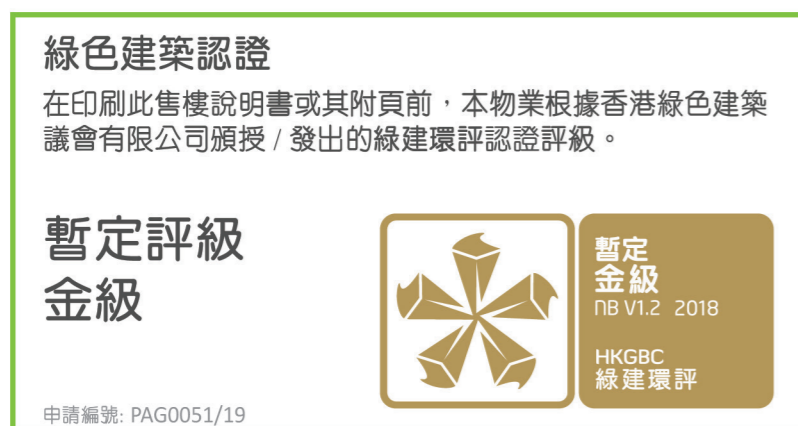 綠色建築認證
在印刷此售樓說明書或其附頁前，本物業根據香港綠色建築
議會有限公司頒授 / 發出的綠建環評認證評級。
暫定評級
金級
暫定
金級
NB V1.2 2018
HKGBC
綠建環評
申請編號: PAG0051/19